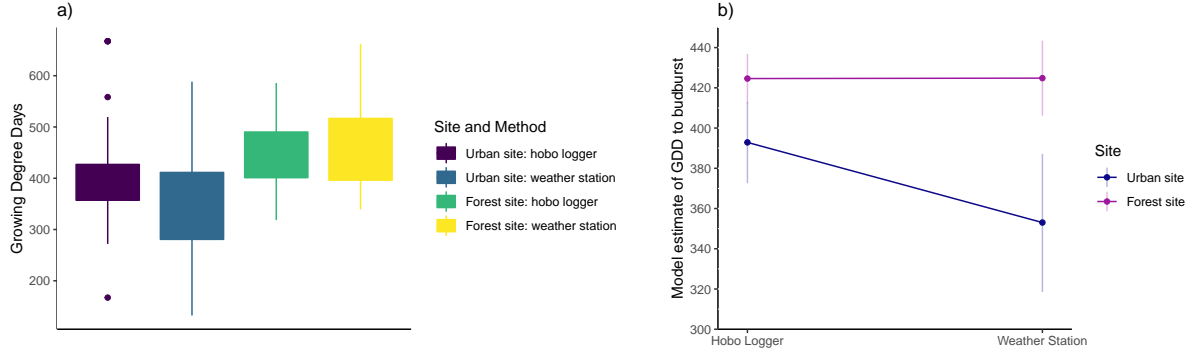 a)
Growing Degree Days
600
500
400
300
200
Site and Method
Urban site: hobo logger
Urban site: weather station
Forest site: hobo logger
Forest site: weather station
b)
Model estimate of GDD to budburst
440
420
400
380
360
340
320
300
Hobo Logger
Weather Station
Site
Urban site
Forest site